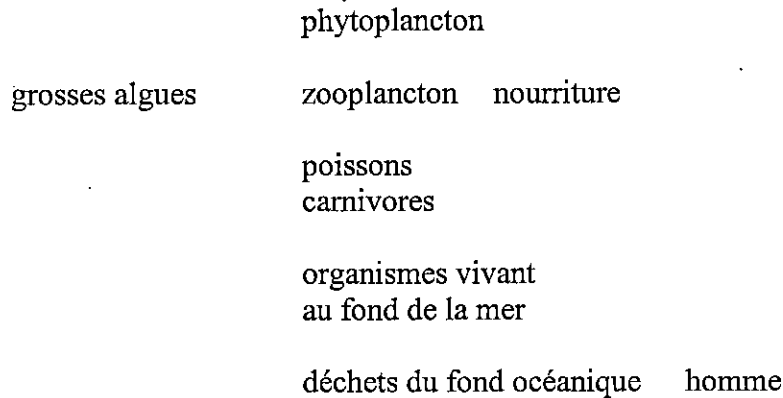 phytoplancton
grosses algues zooplancton nourriture
poissons
carnivores
organismes vivant
au fond de la mer
déchets du fond océanique homme